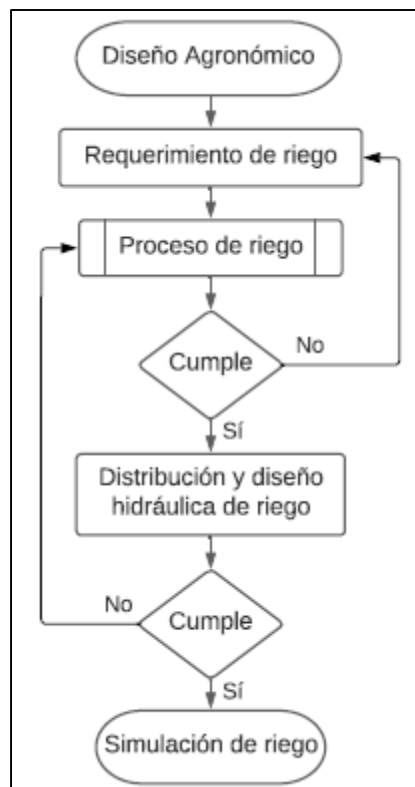 Diseño Agronómico
Requerimiento de riego
Proceso de riego
Cumple
No
Sí
Distribución y diseño
hidráulica de riego
No
Cumple
Sí
Simulación de riego